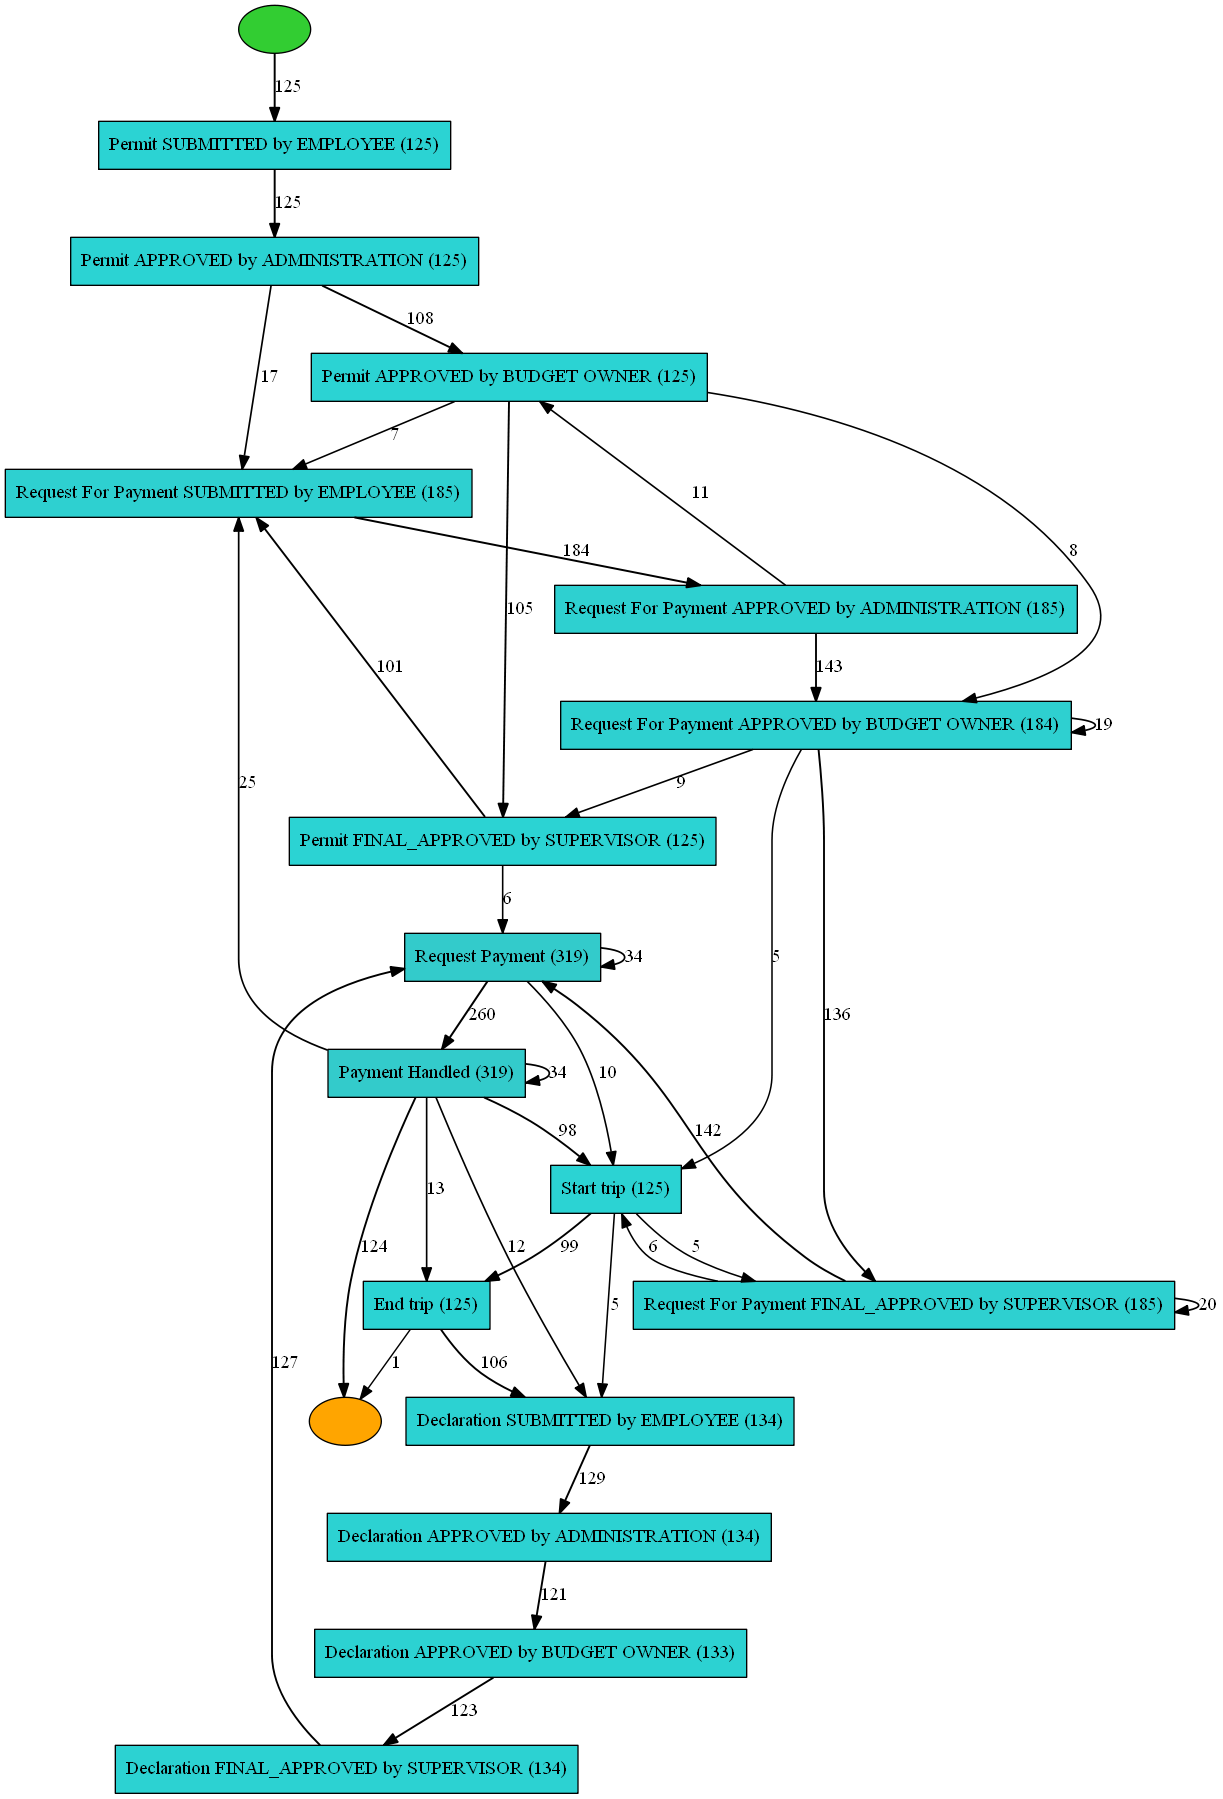 125
Permit SUBMITTED by EMPLOYEE (125)
125
Permit APPROVED by ADMINISTRATION (125)
108
17
Permit APPROVED by BUDGET OWNER (125)
7
Request For Payment SUBMITTED by EMPLOYEE (185)
11
184
8
105
Request For Payment APPROVED by ADMINISTRATION (185)
101
143
Request For Payment APPROVED by BUDGET OWNER (184)
19
25
9
Permit FINAL_APPROVED by SUPERVISOR (125)
6
Request Payment (319)
34
5
260
136
Payment Handled (319)
34
10
98
142
13
Start trip (125)
124
12
99
6
5
End trip (125)
5
Request For Payment FINAL_APPROVED by SUPERVISOR (185)
20
127
1
106
Declaration SUBMITTED by EMPLOYEE (134)
129
Declaration APPROVED by ADMINISTRATION (134)
121
Declaration APPROVED by BUDGET OWNER (133)
123
Declaration FINAL_APPROVED by SUPERVISOR (134)